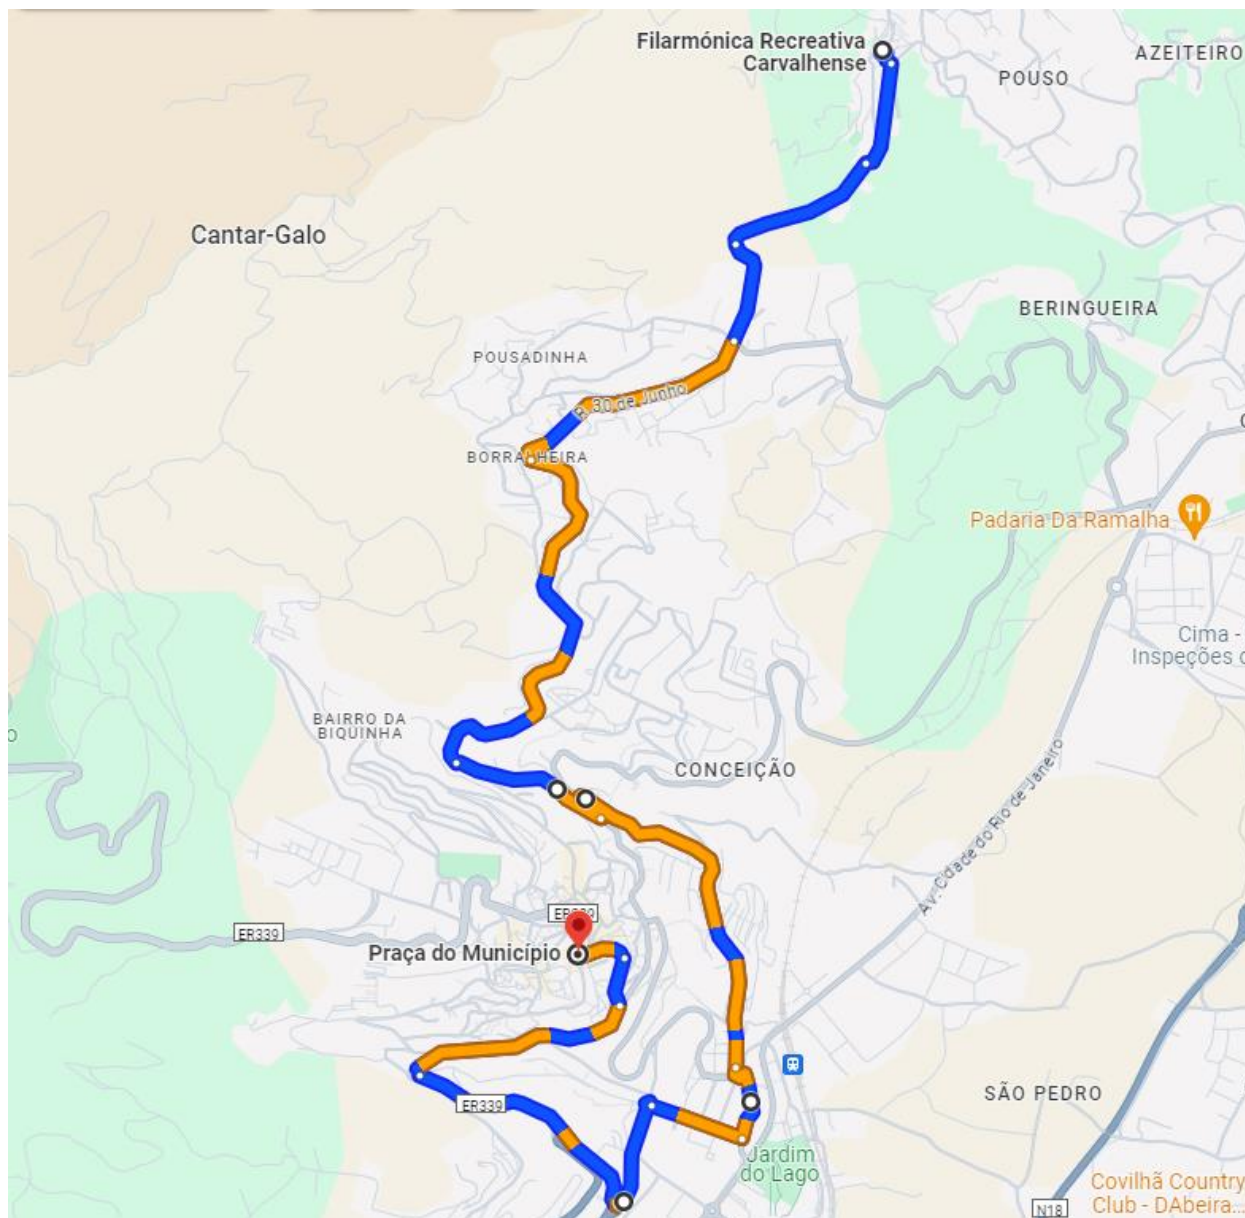 Filarmónica Recreativa
Carvalhense
AZEITEIRO
POUSO
Cantar-Galo
BERINGUEIRA
POUSADINHA
R. 30 de Junho
BORRALHEIRA
Padaria Da Ramalha
Cima -
Inspeções
BAIRRO DA
BIQUINHA
CONCEIÇÃO
Av. Cidade do Rio de Janeiro
ER339
ER339
Praça do Município
SÃO PEDRO
ER339
Jardim
do Lago
Covilhã Country
Club - DAbeira...
N18